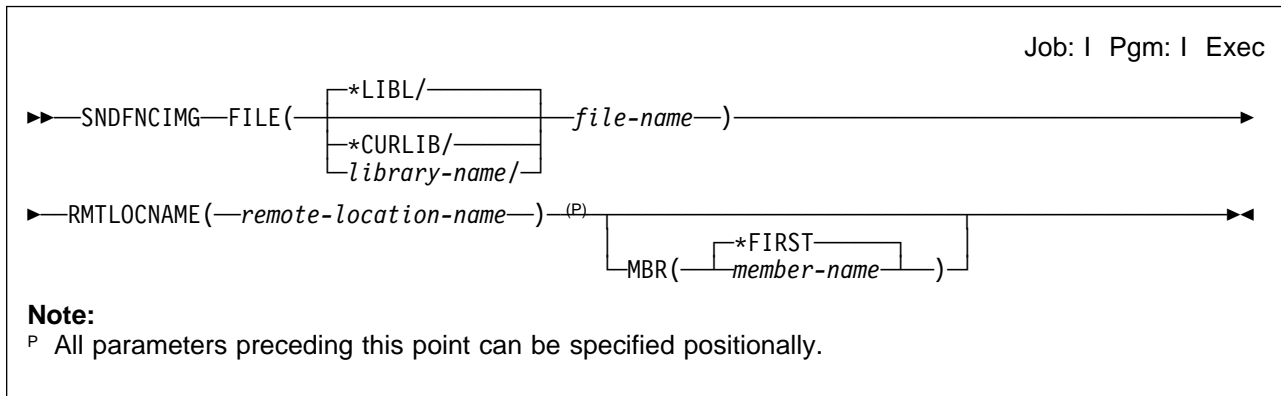 Job: I Pgm: I Exec
*LIBL/
SNDFNCIMG FILE( file-name )
*CURLIB/
library-name/
RMTLOCNAME( remote-location-name ) (P)
*FIRST
MBR( member-name )
Note:
P All parameters preceding this point can be specified positionally.